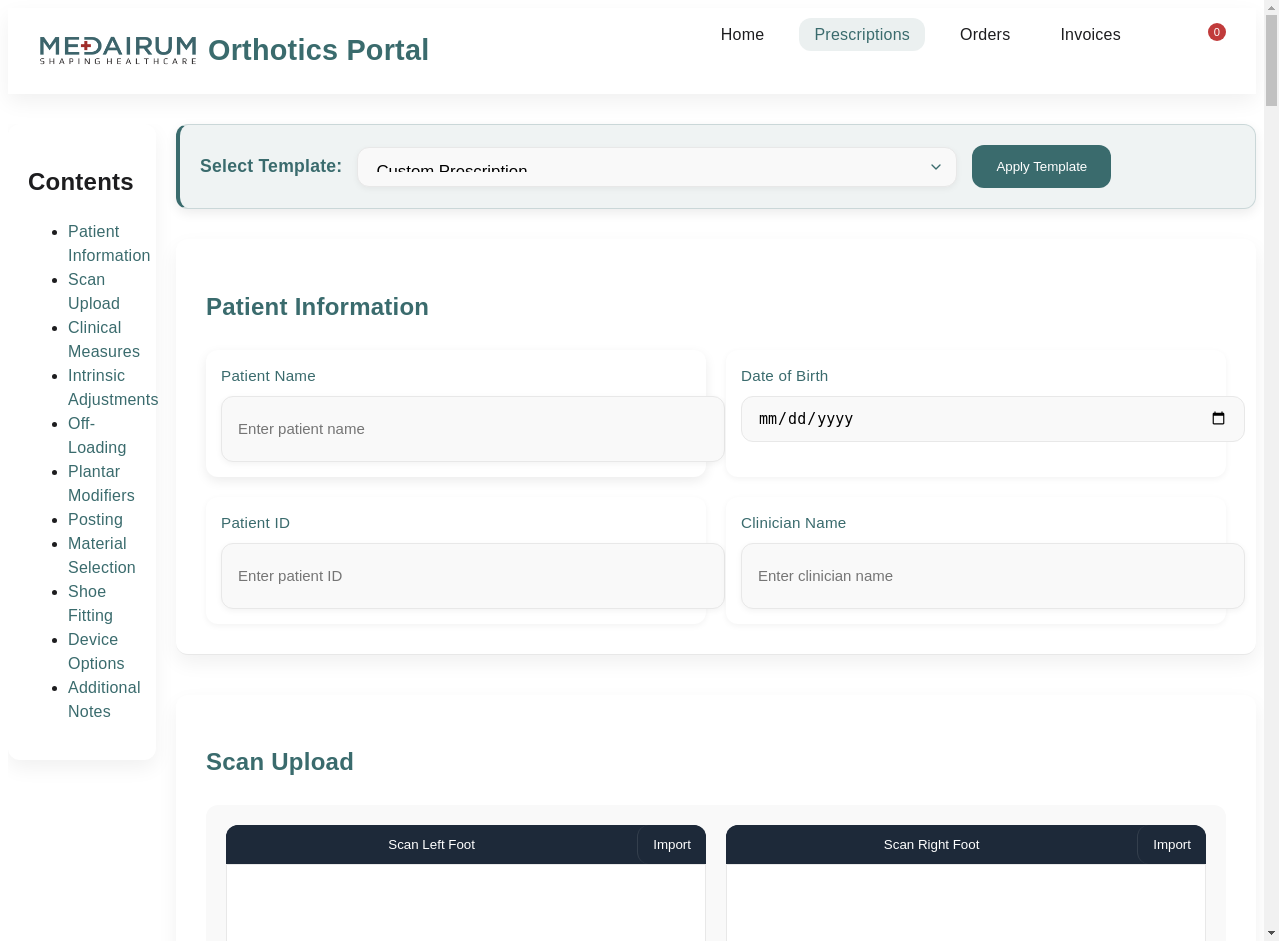 MEDAIRUM
SHAPING HEALTHCARE
Orthotics Portal
Home
Prescriptions
Orders
Invoices
0
Contents
Patient
Information
Scan
Upload
Clinical
Measures
Intrinsic
Adjustments
Off-
Loading
Plantar
Modifiers
Posting
Material
Selection
Shoe
Fitting
Device
Options
Additional
Notes
Select Template:
Custom Prescription
Apply Template
Patient Information
Patient Name
Enter patient name
Date of Birth
mm/dd/yyyy
Patient ID
Enter patient ID
Clinician Name
Enter clinician name
Scan Upload
Scan Left Foot
Import
Scan Right Foot
Import